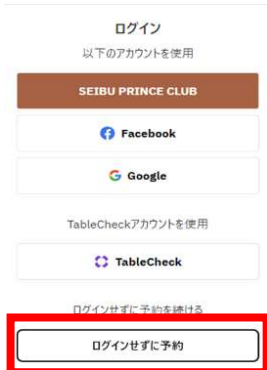 ログイン
以下のアカウントを使用
SEIBU PRINCE CLUB
Facebook
Google
TableCheckアカウントを使用
TableCheck
ログインせずに予約を続ける
ログインせずに予約